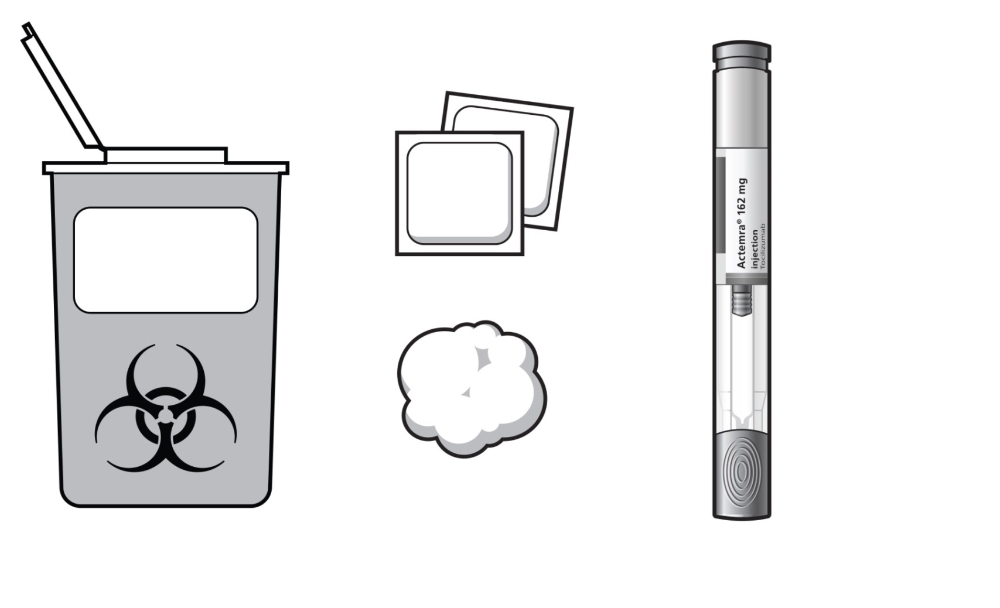 Actemra® 162 mg
injection
Tocilizumab